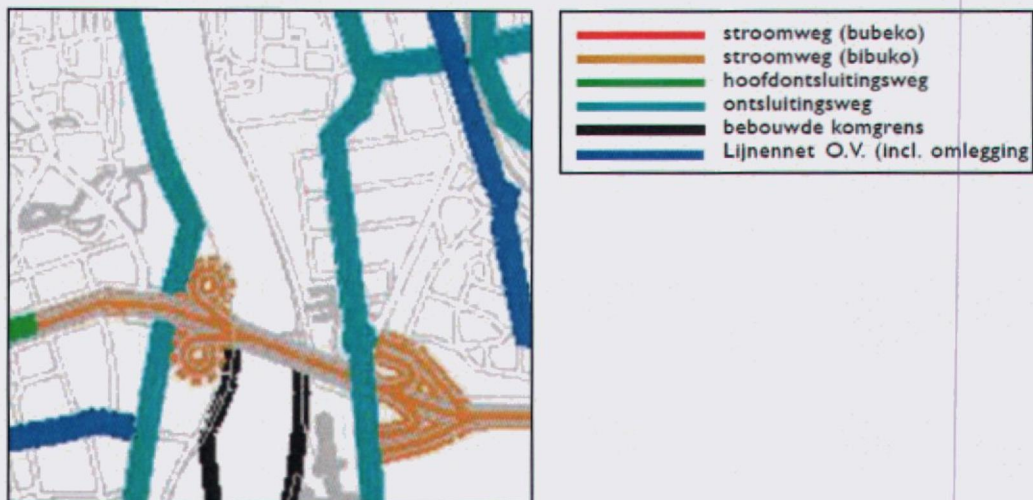 stroomweg (bubeko)
stroomweg (bibuko)
hoofdontsluitingsweg
ontsluitingsweg
bebouwde komgrens
Lijnennet O.V. (incl. omlegging